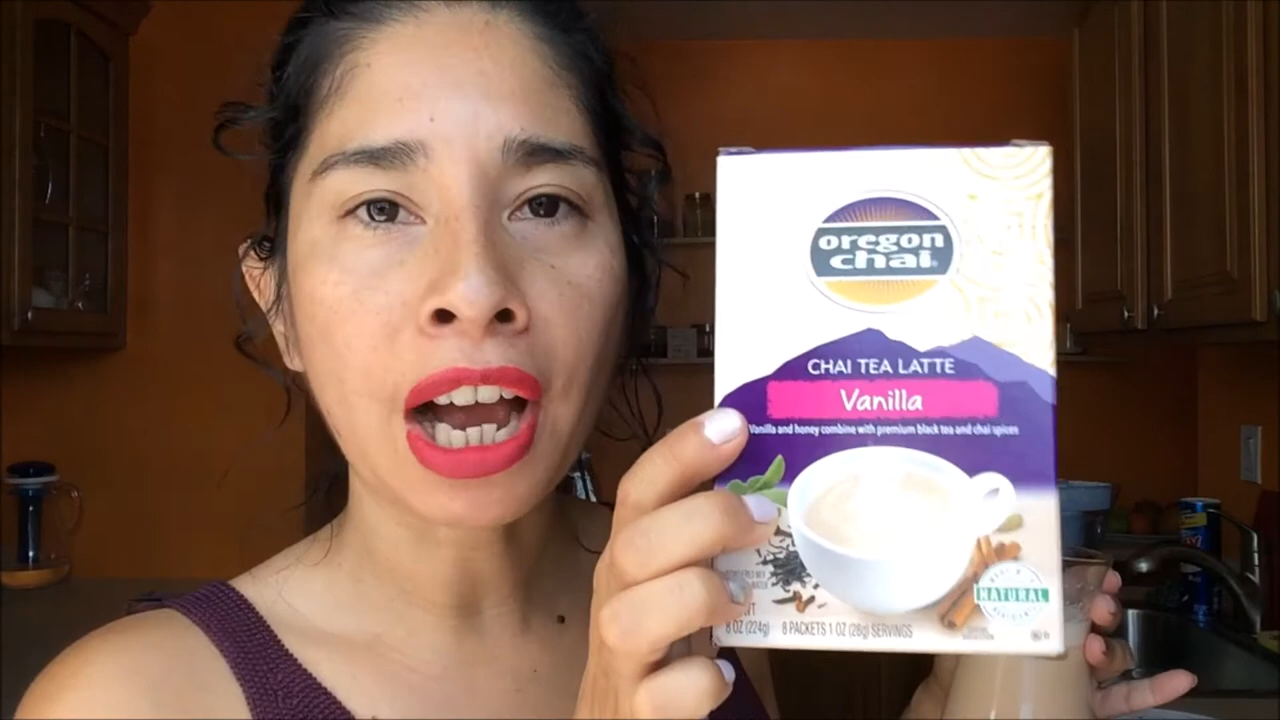 oregon
chai
CHAI TEA LATTE
Vanilla
Vanilla and honey combine with premium black tea and chai spices
NATURAL
8 OZ (224g) 8 PACKETS 1 OZ (28g) SERVINGS